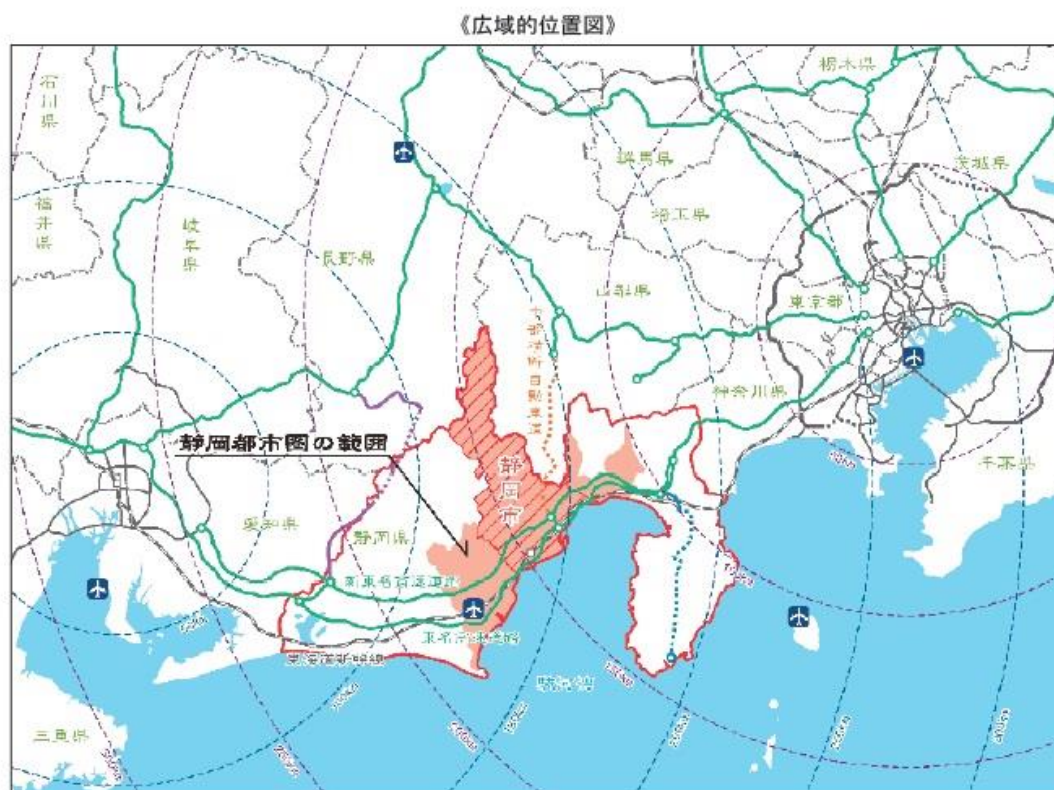 《広域的位置図》
石川県
福井県
岐阜県
長野県
群馬県
栃木県
茨城県
埼玉県
山梨県
東京都
神奈川県
千葉県
中部横断自動車道
静岡都市圏の範囲
静岡市
愛知県
静岡県
新東名高速道路
東名高速道路
東海道新幹線
駿河湾
三重県